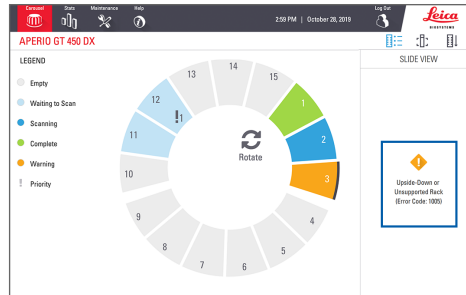 Carousel Stats Maintenance Help
2:59 PM | October 28, 2019
Log Out
Leica
BIOSYSTEMS
APERIO GT 450 DX
LEGEND
Empty
Waiting to Scan
Scanning
Complete
Warning
! Priority
1
2
3
4
5
6
7
8
9
10
11
12
!1
13
14
15
Rotate
SLIDE VIEW
!
Upside-Down or
Unsupported Rack
(Error Code: 1005)